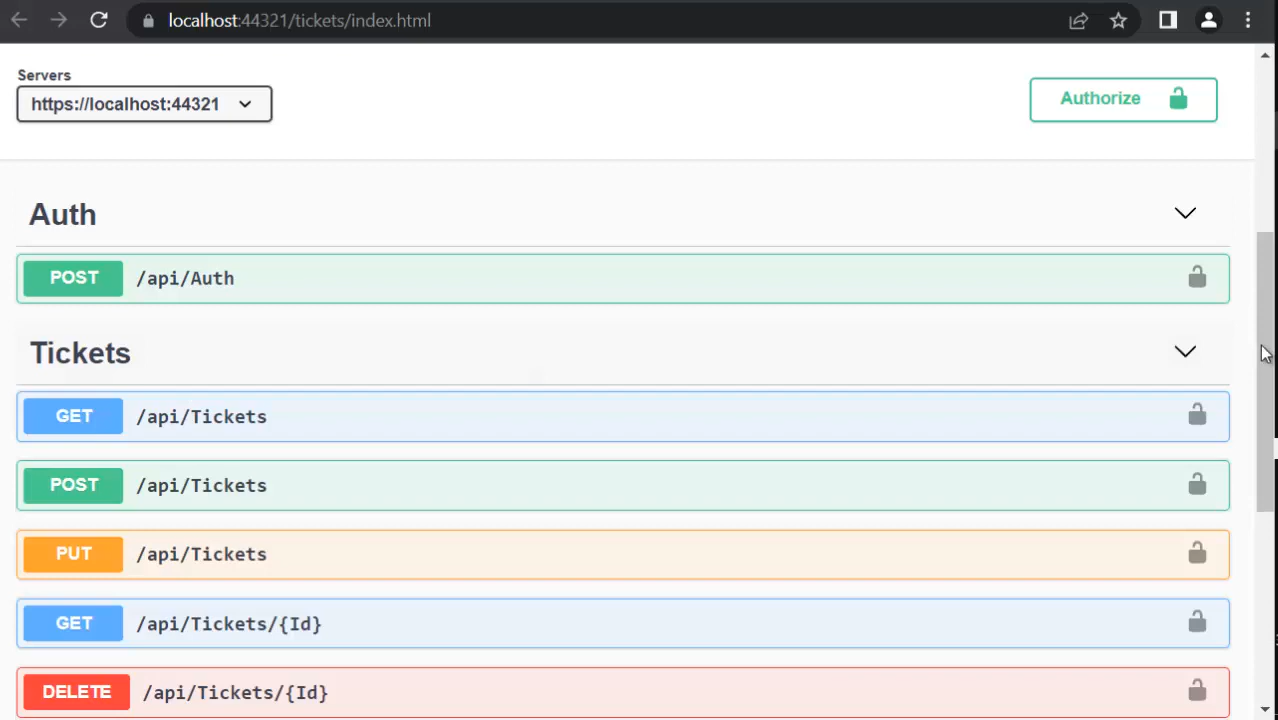 localhost:44321/tickets/index.html
Servers
https://localhost:44321
Authorize
Auth
POST /api/Auth
Tickets
GET /api/Tickets
POST /api/Tickets
PUT /api/Tickets
GET /api/Tickets/{Id}
DELETE /api/Tickets/{Id}